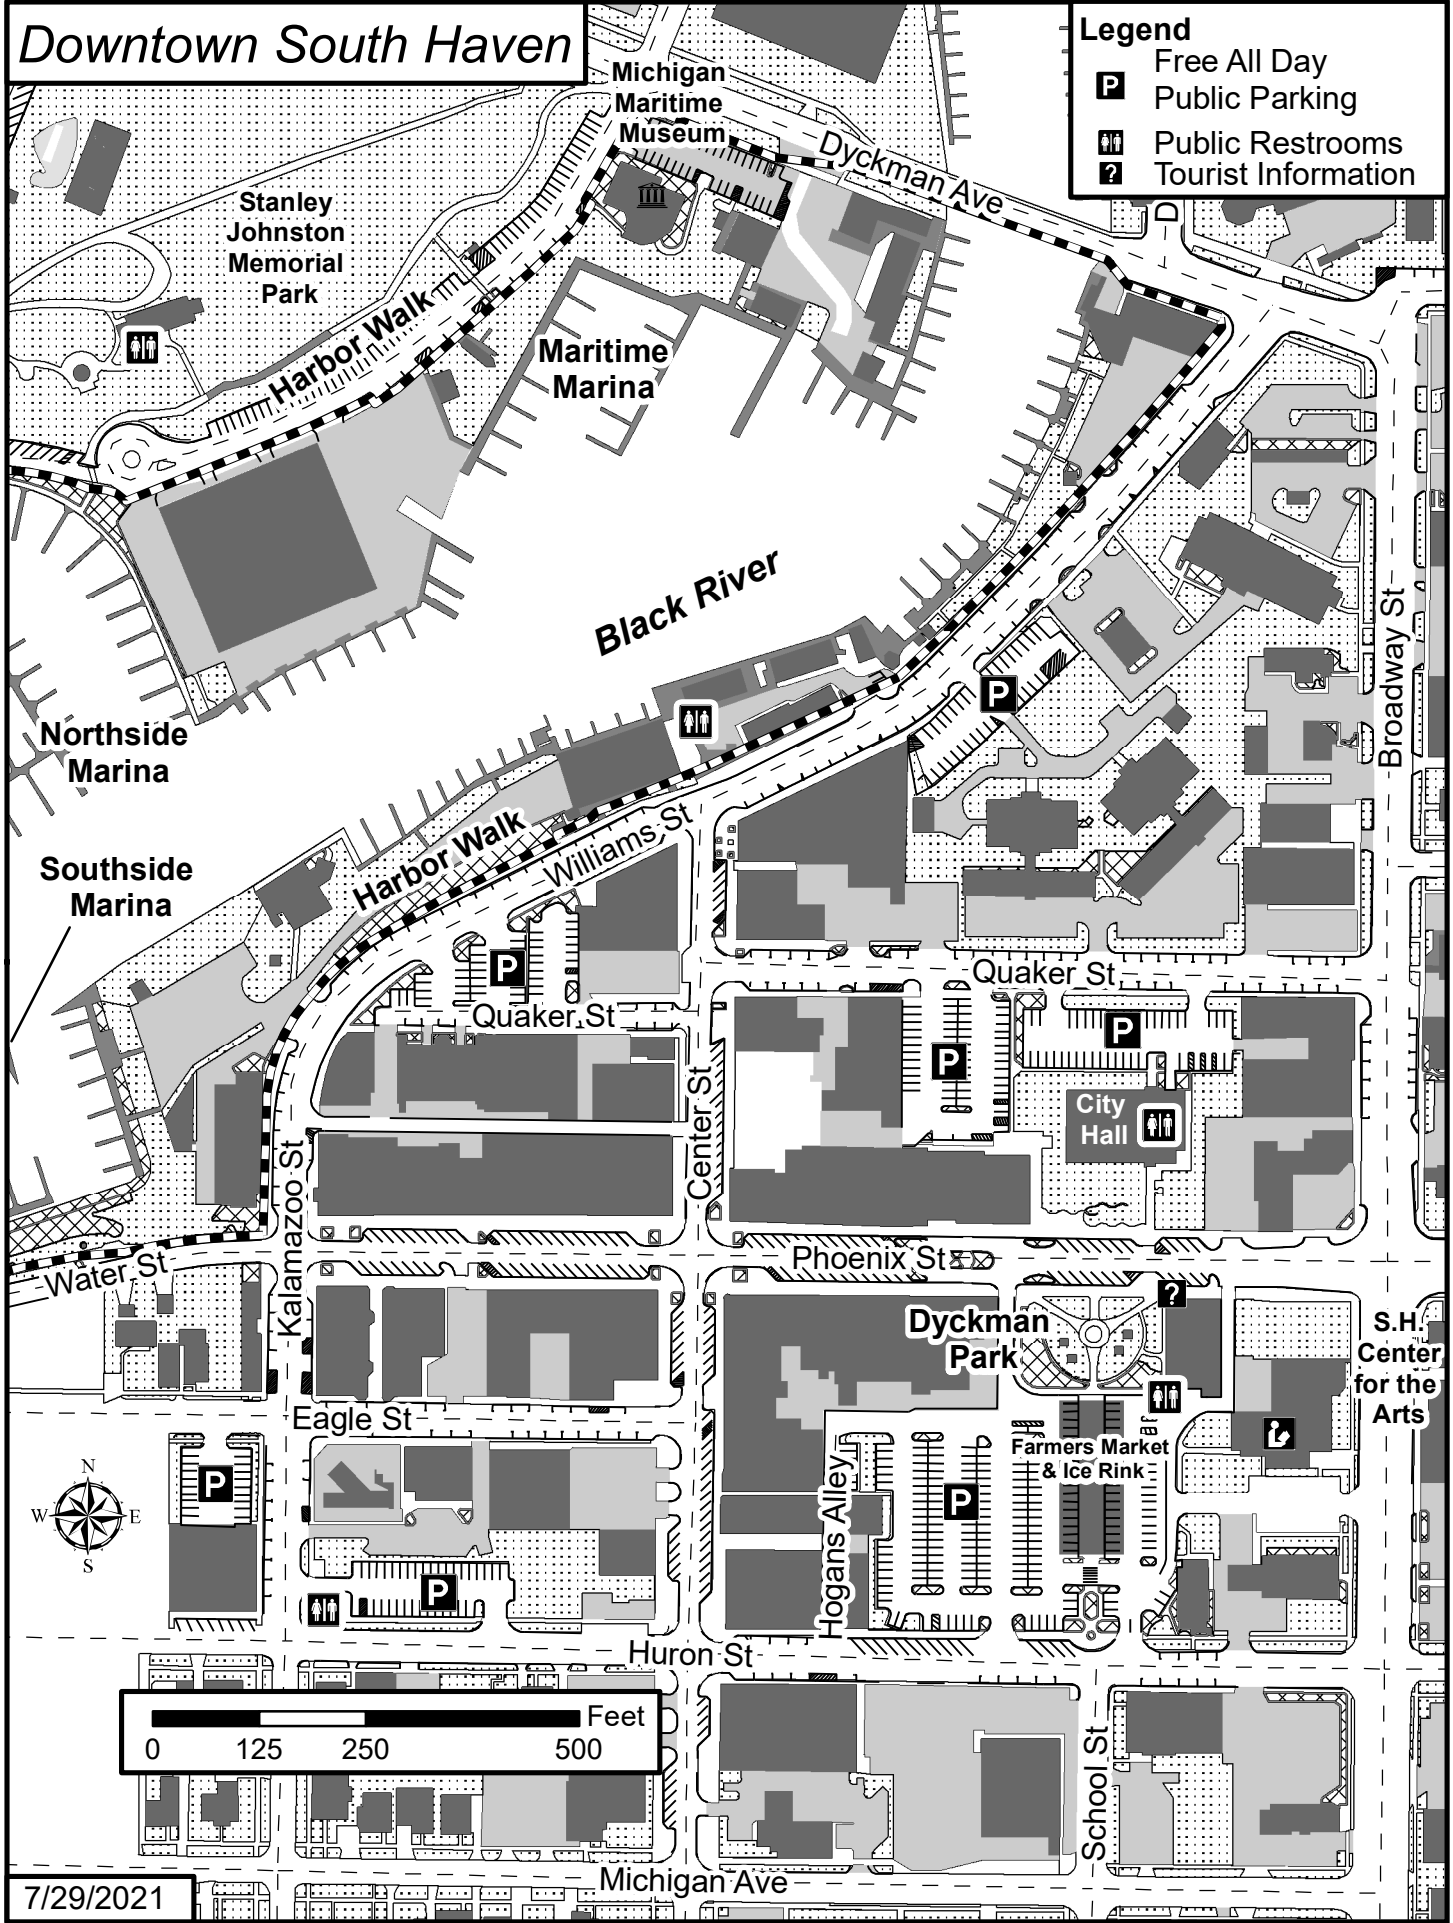 Downtown South Haven
Legend
P
Free All Day
Public Parking
Public Restrooms
?
Tourist Information
Michigan
Maritime
Museum
Dyckman Ave
D
Stanley
Johnston
Memorial
Park
Harbor Walk
Maritime
Marina
Black River
Broadway St
P
Northside
Marina
Harbor Walk
Williams St
Southside
Marina
P
Quaker St
Quaker St
P
P
Center St
City
Hall
Kalamazoo St
Phoenix St
Water St
?
Dyckman
Park
S.H.
Center
for the
Arts
Eagle St
Farmers Market
& Ice Rink
P
Hogans Alley
P
N
W
E
S
P
Huron St
Feet
0
125
250
500
School St
Michigan Ave
7/29/2021